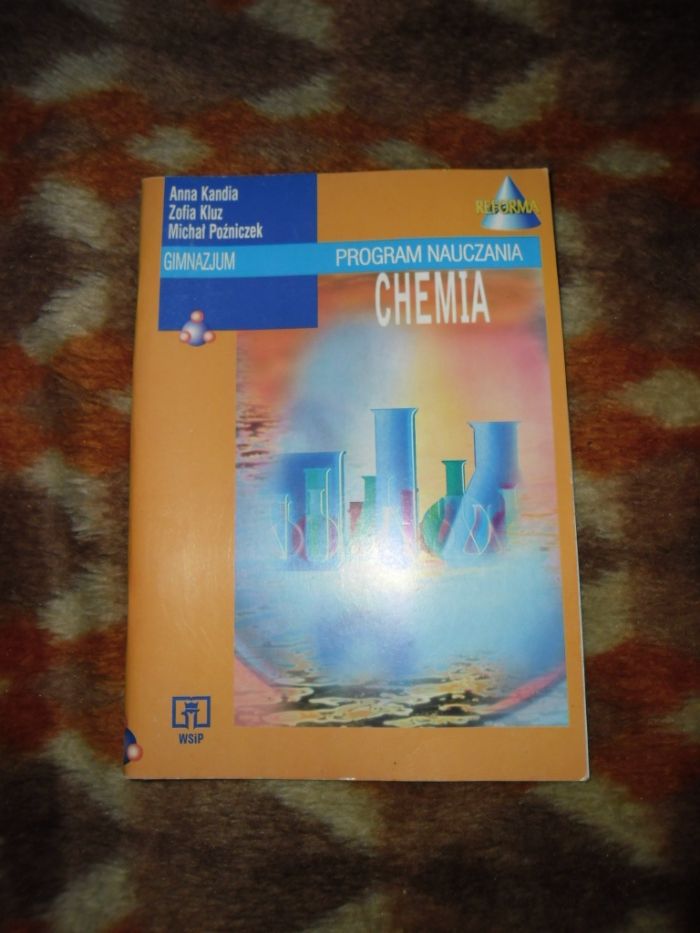 Anna Kandia
Zofia Kluz
Michał Poźniczek
REFORMA
GIMNAZJUM
PROGRAM NAUCZANIA
CHEMIA
WSiP